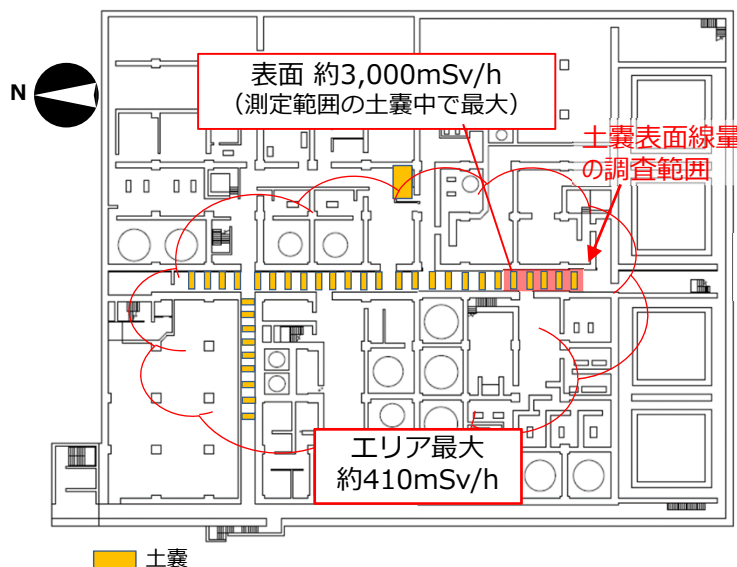 表面 約3,000mSv/h
（測定範囲の土嚢中で最大）
N
土嚢表面線量
の調査範囲
エリア最大
約410mSv/h
土嚢